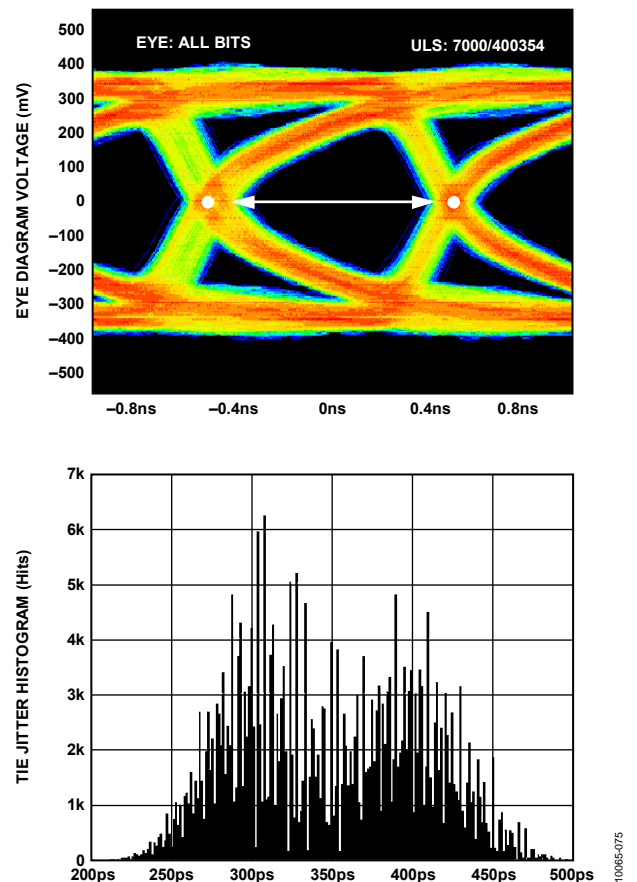 EYE: ALL BITS
ULS: 7000/400354
EYE DIAGRAM VOLTAGE (mV)
500
400
300
200
100
0
–100
–200
–300
–400
–500
–0.8ns –0.4ns 0ns 0.4ns 0.8ns
TIE JITTER HISTOGRAM (Hits)
7k
6k
5k
4k
3k
2k
1k
0
200ps 250ps 300ps 350ps 400ps 450ps 500ps
10065-075